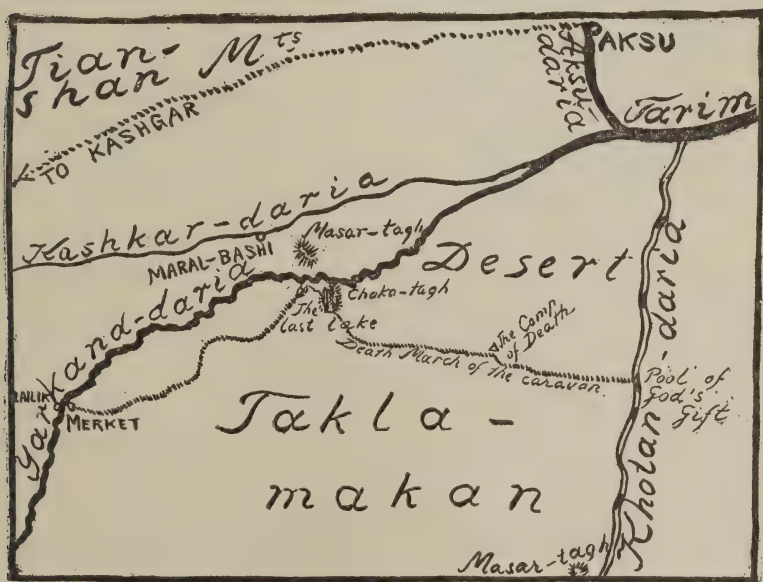 Tian-
shan Mts
AKSU
Aksu-
daria
Tarim
TO KASHGAR
Kashkar-daria
Masar-tagh
MARAL-BASHI
Desert
Yarkand-daria
Choka-tagh
The
last lake
The Camp
of Death
Death March of the caravan
Khotan-daria
Pool of
God's
Gift
LAILIK
MERKET
Takla-
makan
Masar-tagh